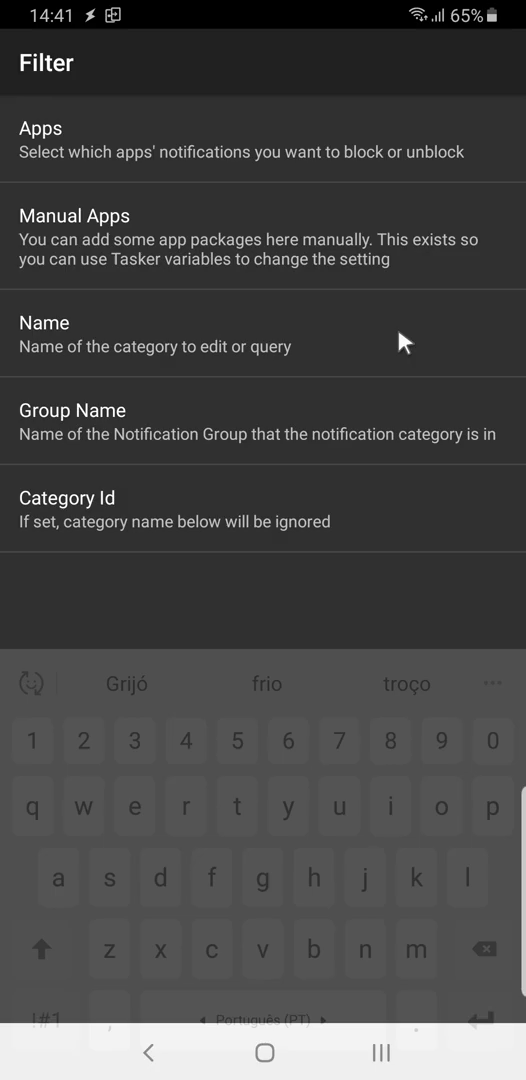 14:41 65%
Filter
Apps
Select which apps' notifications you want to block or unblock
Manual Apps
You can add some app packages here manually. This exists so
you can use Tasker variables to change the setting
Name
Name of the category to edit or query
Group Name
Name of the Notification Group that the notification category is in
Category Id
If set, category name below will be ignored
Grijó frio troço ...
1 2 3 4 5 6 7 8 9 0
q w e r t y u i o p
a s d f g h j k l
z x c v b n m
!#1 , Português (PT) .